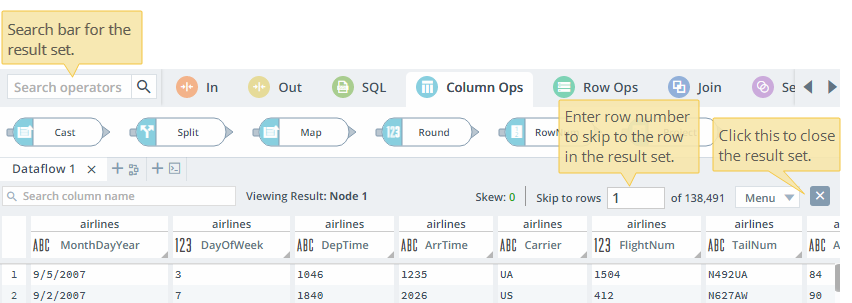 Search bar for the
result set.
Search operators
In
Out
SQL
Column Ops
Row Ops
Join
Se
Cast
Split
Map
Round
Enter row number
to skip to the row
in the result set.
Click this to close
the result set.
Dataflow 1 × + +
Search column name
Viewing Result: Node 1
Skew: 0
Skip to rows 1 of 138,491
Menu
airlines airlines airlines airlines airlines airlines airlines a
ABC MonthDayYear 123 DayOfWeek ABC DepTime ABC ArrTime ABC Carrier 123 FlightNum ABC TailNum ABC A
1 9/5/2007 3 1046 1235 UA 1504 N492UA 84
2 9/2/2007 7 1840 2026 US 412 N627AW 90